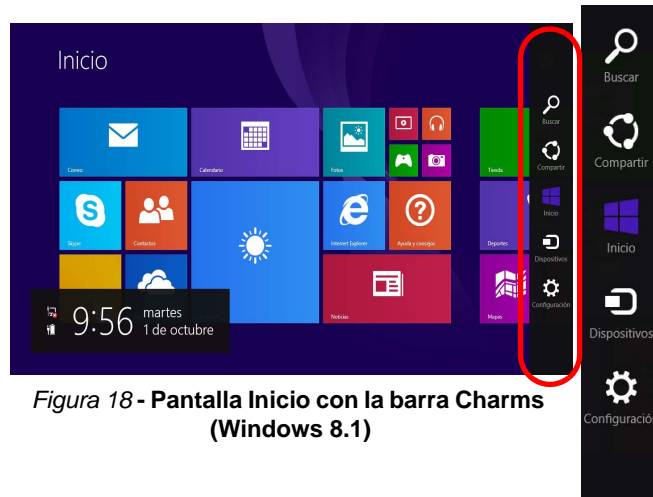 Inicio
Correo
Calendario
Fotos
Tienda
Skype
Contactos
Internet Explorer
Ayuda y consejos
Deportes
Noticias
Mapas
9:56
martes
1 de octubre
Buscar
Compartir
Inicio
Dispositivos
Configuración
Buscar
Compartir
Inicio
Dispositivos
Configuració
Figura 18 - Pantalla Inicio con la barra Charms
(Windows 8.1)